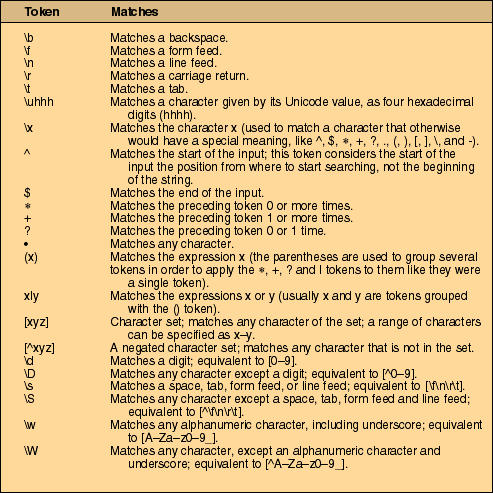 Token Matches
\b Matches a backspace.
\f Matches a form feed.
\n Matches a line feed.
\r Matches a carriage return.
\t Matches a tab.
\uhhh Matches a character given by its Unicode value, as four hexadecimal
digits (hhhh).
\x Matches the character x (used to match a character that otherwise
would have a special meaning, like ^, $, *, +, ?, ., (, ), [, ], \, and -).
^ Matches the start of the input; this token considers the start of the
input the position from where to start searching, not the beginning
of the string.
$ Matches the end of the input.
* Matches the preceding token 0 or more times.
+ Matches the preceding token 1 or more times.
? Matches the preceding token 0 or 1 time.
• Matches any character.
(x) Matches the expression x (the parentheses are used to group several
tokens in order to apply the *, +, ? and | tokens to them like they were
a single token).
x|y Matches the expressions x or y (usually x and y are tokens grouped
with the () token).
[xyz] Character set; matches any character of the set; a range of characters
can be specified as x–y.
[^xyz] A negated character set; matches any character that is not in the set.
\d Matches a digit; equivalent to [0–9].
\D Matches any character except a digit; equivalent to [^0–9].
\s Matches a space, tab, form feed, or line feed; equivalent to [\f\n\r\t].
\S Matches any character except a space, tab, form feed and line feed;
equivalent to [^\f\n\r\t].
\w Matches any alphanumeric character, including underscore; equivalent
to [A–Za–z0–9_].
\W Matches any character, except an alphanumeric character and
underscore; equivalent to [^A–Za–z0–9_].